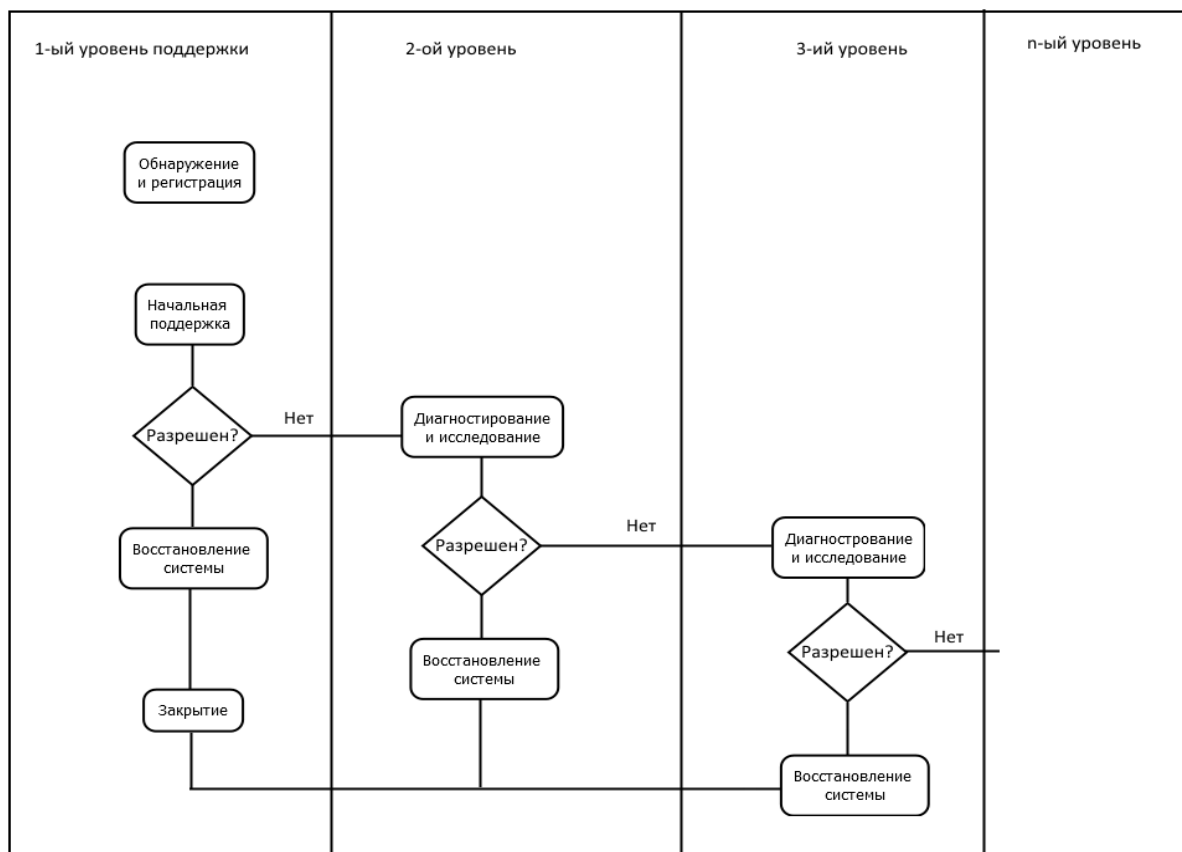 1-ый уровень поддержки
2-ой уровень
3-ий уровень
n-ый уровень
Обнаружение
и регистрация
Начальная
поддержка
Разрешен?
Нет
Диагностирование
и исследование
Восстановление
системы
Разрешен?
Нет
Диагнострование
и исследование
Закрытие
Восстановление
системы
Разрешен?
Нет
Восстановление
системы